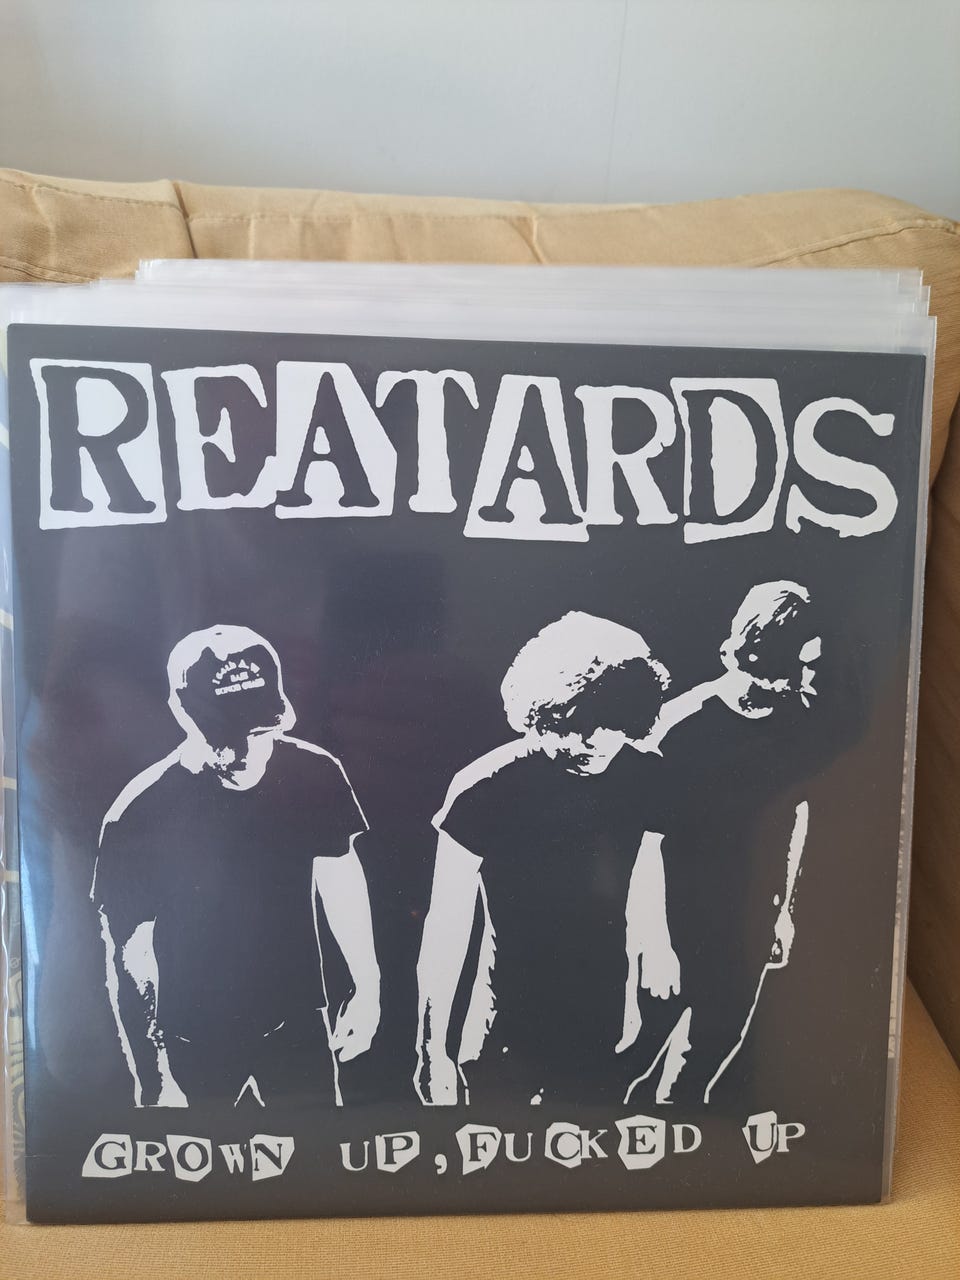 REATARDS
GROWN UP, FUCKED UP